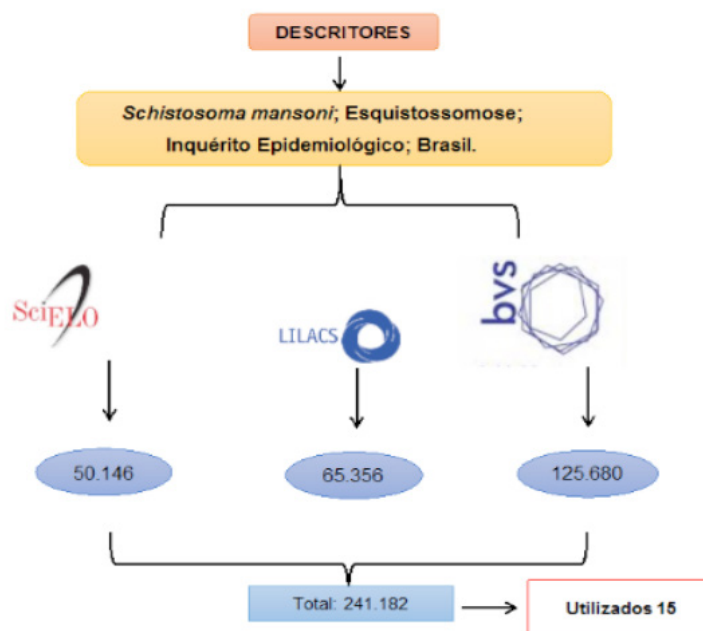 DESCRITORES
Schistosoma mansoni; Esquistossomose;
Inquérito Epidemiológico; Brasil.
SciELO
LILACS
bvs
50.146
65.356
125.680
Total: 241.182
Utilizados 15